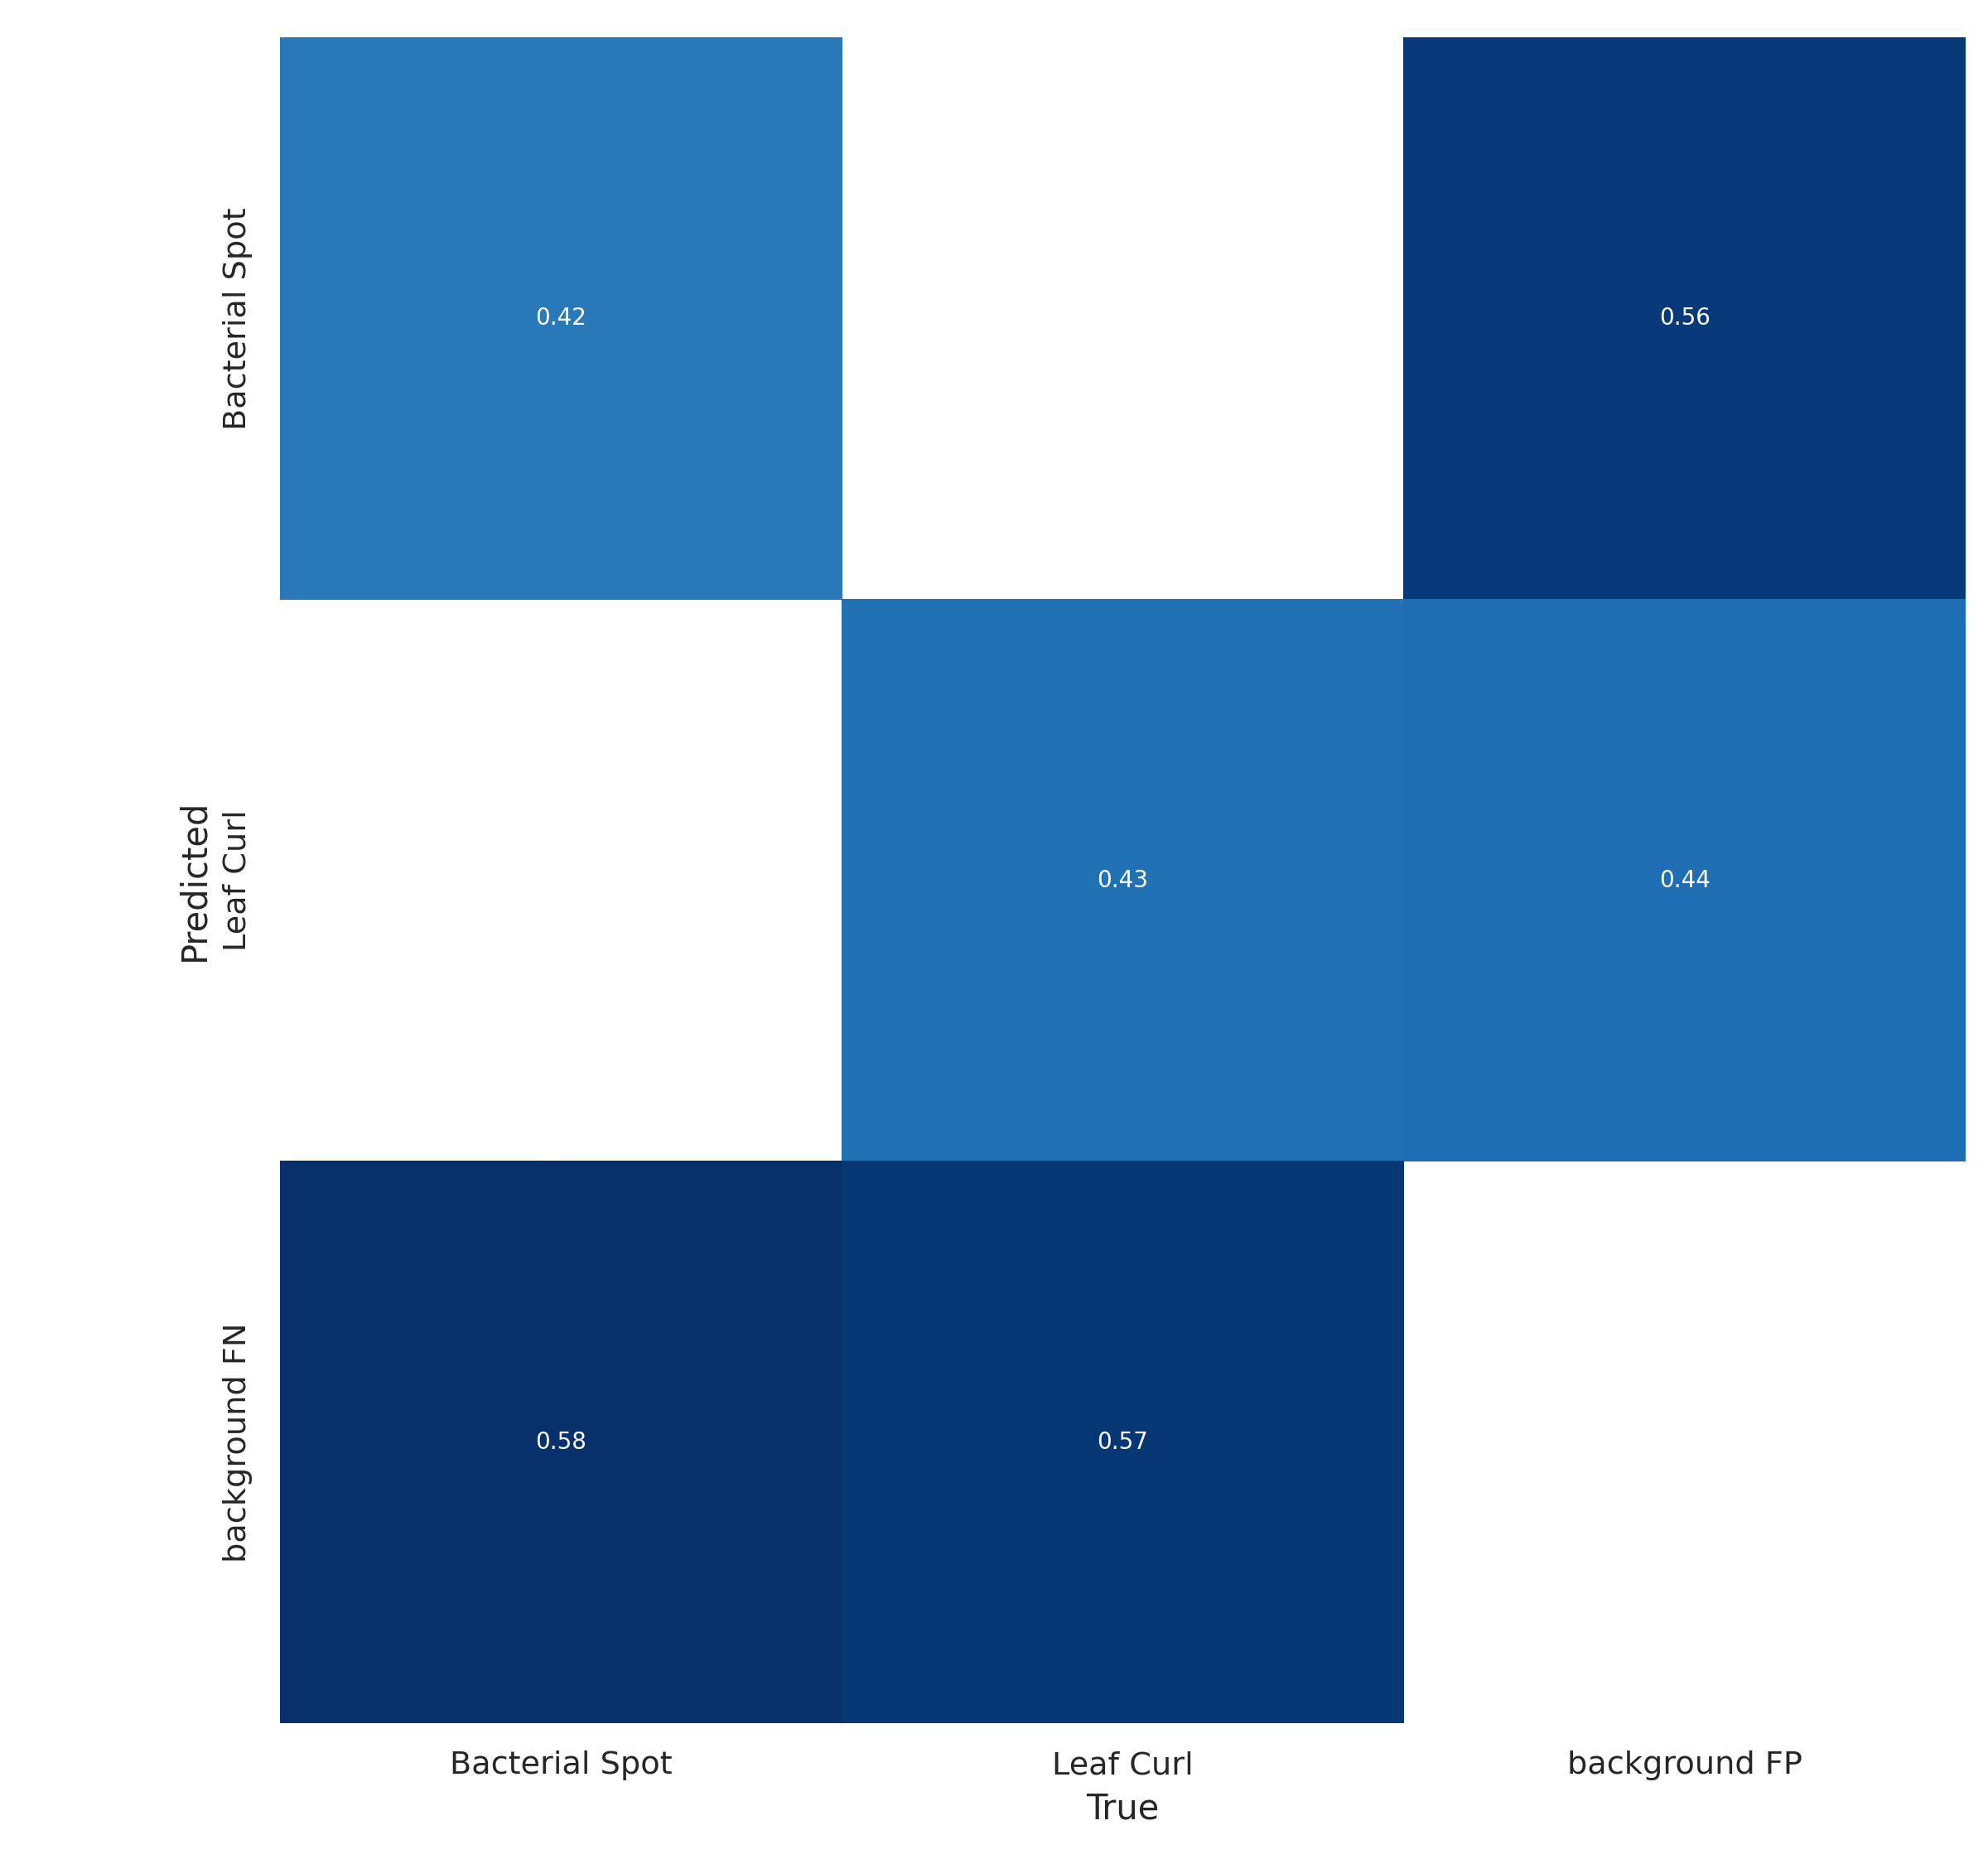 Bacterial Spot
0.42
0.56
Predicted
Leaf Curl
0.43
0.44
background FN
0.58
0.57
Bacterial Spot
Leaf Curl
background FP
True